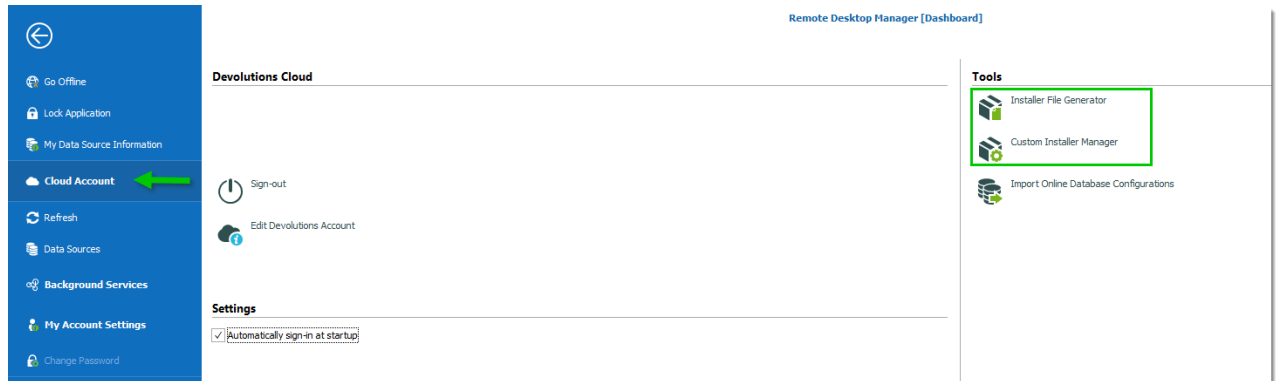 Remote Desktop Manager [Dashboard]
Go Offline
Lock Application
My Data Source Information
Cloud Account
Refresh
Data Sources
Background Services
My Account Settings
Change Password
Devolutions Cloud
Sign-out
Edit Devolutions Account
Settings
Automatically sign-in at startup
Tools
Installer File Generator
Custom Installer Manager
Import Online Database Configurations